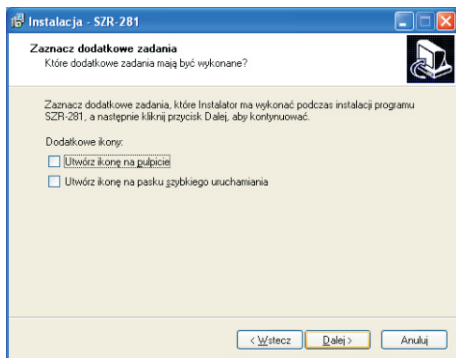 Instalacja - SZR-281
Zaznacz dodatkowe zadania
Które dodatkowe zadania mają być wykonane?
Zaznacz dodatkowe zadania, które Instalator ma wykonać podczas instalacji programu
SZR-281, a następnie kliknij przycisk Dalej, aby kontynuować.
Dodatkowe ikony:
Utwórz ikonę na pulpicie
Utwórz ikonę na pasku szybkiego uruchamiania
< Wstecz
Dalej >
Anuluj